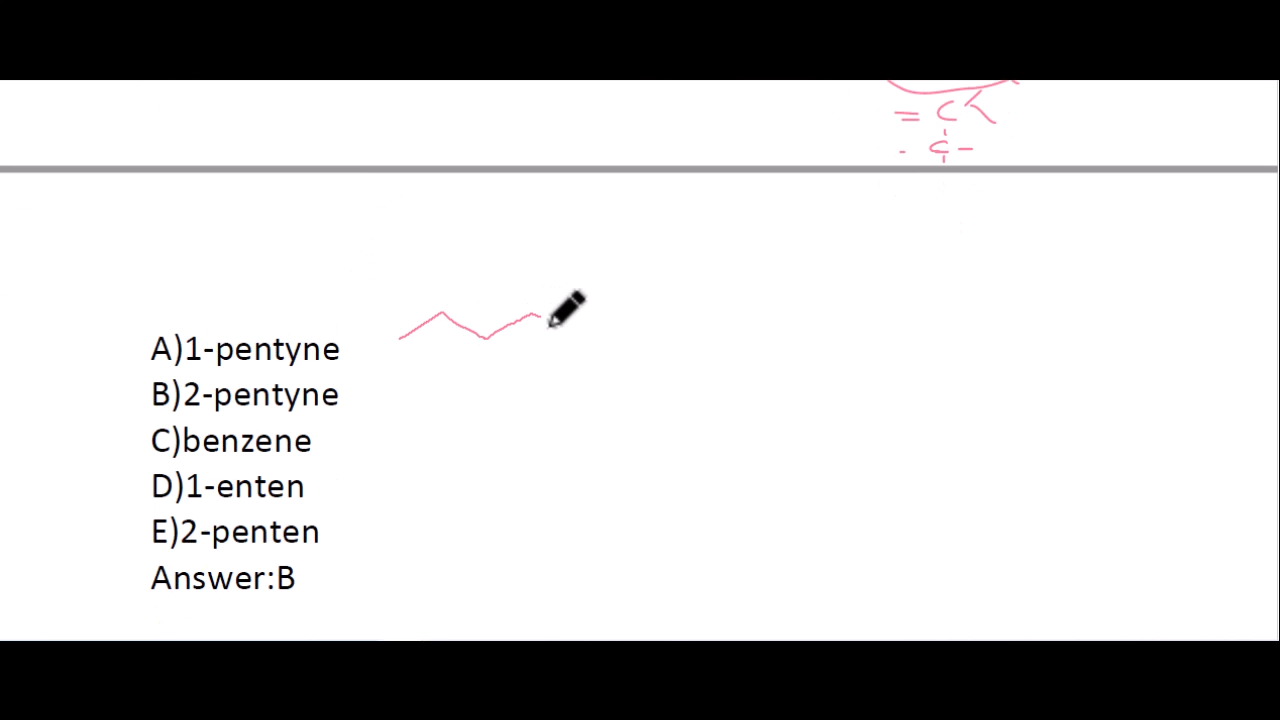 = C
- C -
A)1-pentyne
B)2-pentyne
C)benzene
D)1-enten
E)2-penten
Answer:B